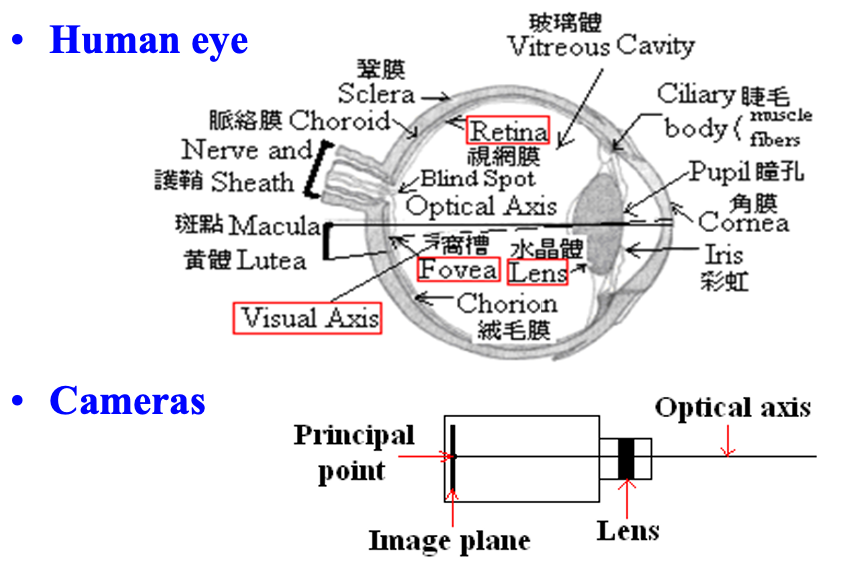 • Human eye
玻璃體
Vitreous Cavity
鞏膜
Sclera
Ciliary 睫毛
body { muscle
fibers
脈絡膜 Choroid
Retina
視網膜
Nerve and
護鞘 Sheath
Blind Spot
Pupil 瞳孔
Optical Axis
角膜
Cornea
斑點 Macula
黃體 Lutea
窩槽
Fovea
水晶體
Lens
Iris
彩虹
Visual Axis
Chorion
絨毛膜
• Cameras
Optical axis
Principal
point
Image plane
Lens